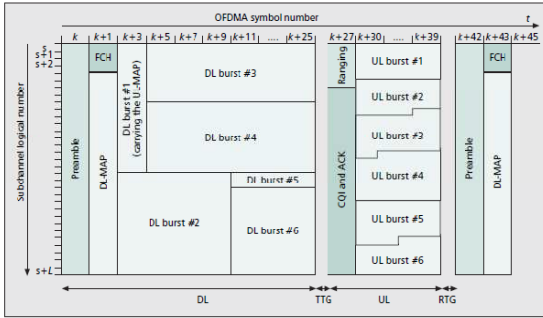 OFDMA symbol number
t
k k+1 k+3 k+5 k+7 k+9 k+11 .... k+25 k+27 k+30 .... k+39 k+42 k+43 k+45
Subchannel logical number
s
s+1
s+2
s+L
Preamble
FCH
DL-MAP
DL burst #1
(carrying the UL-MAP)
DL burst #3
DL burst #4
DL burst #2
DL burst #5
DL burst #6
Ranging
CQI and ACK
UL burst #1
UL burst #2
UL burst #3
UL burst #4
UL burst #5
UL burst #6
Preamble
FCH
DL-MAP
DL TTG UL RTG